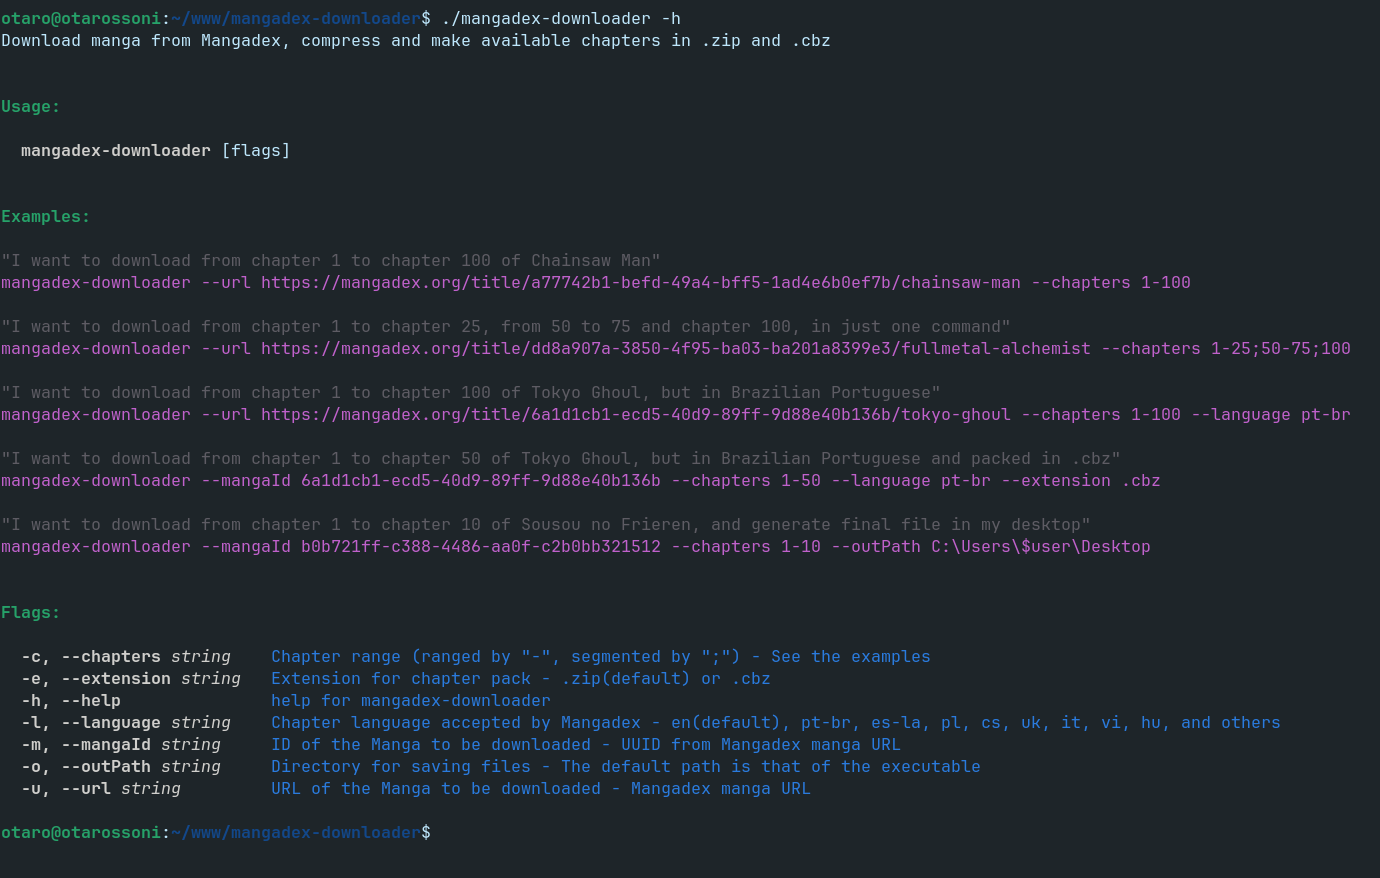 otaro@otarossoni:~/www/mangadex-downloader$ ./mangadex-downloader -h
Download manga from Mangadex, compress and make available chapters in .zip and .cbz
Usage:
mangadex-downloader [flags]
Examples:
"I want to download from chapter 1 to chapter 100 of Chainsaw Man"
mangadex-downloader --url https://mangadex.org/title/a77742b1-befd-49a4-bff5-1ad4e6b0ef7b/chainsaw-man --chapters 1-100
"I want to download from chapter 1 to chapter 25, from 50 to 75 and chapter 100, in just one command"
mangadex-downloader --url https://mangadex.org/title/dd8a907a-3850-4f95-ba03-ba201a8399e3/fullmetal-alchemist --chapters 1-25;50-75;100
"I want to download from chapter 1 to chapter 100 of Tokyo Ghoul, but in Brazilian Portuguese"
mangadex-downloader --url https://mangadex.org/title/6a1d1cb1-ecd5-40d9-89ff-9d88e40b136b/tokyo-ghoul --chapters 1-100 --language pt-br
"I want to download from chapter 1 to chapter 50 of Tokyo Ghoul, but in Brazilian Portuguese and packed in .cbz"
mangadex-downloader --mangaId 6a1d1cb1-ecd5-40d9-89ff-9d88e40b136b --chapters 1-50 --language pt-br --extension .cbz
"I want to download from chapter 1 to chapter 10 of Sousou no Frieren, and generate final file in my desktop"
mangadex-downloader --mangaId b0b721ff-c388-4486-aa0f-c2b0bb321512 --chapters 1-10 --outPath C:\Users\$user\Desktop
Flags:
-c, --chapters string    Chapter range (ranged by "-", segmented by ";") - See the examples
-e, --extension string   Extension for chapter pack - .zip(default) or .cbz
-h, --help               help for mangadex-downloader
-l, --language string    Chapter language accepted by Mangadex - en(default), pt-br, es-la, pl, cs, uk, it, vi, hu, and others
-m, --mangaId string     ID of the Manga to be downloaded - UUID from Mangadex manga URL
-o, --outPath string     Directory for saving files - The default path is that of the executable
-u, --url string         URL of the Manga to be downloaded - Mangadex manga URL
otaro@otarossoni:~/www/mangadex-downloader$